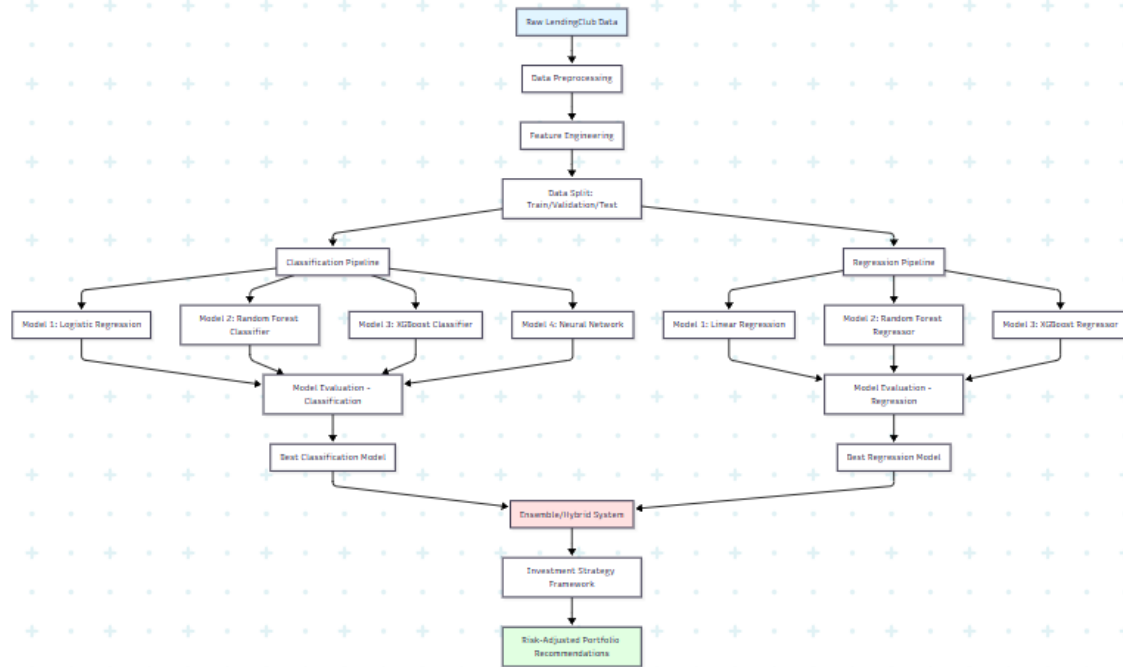 Raw LendingClub Data
Data Preprocessing
Feature Engineering
Data Split:
Train/Validation/Test
Classification Pipeline
Regression Pipeline
Model 1: Logistic Regression
Model 2: Random Forest
Classifier
Model 3: XGBoost Classifier
Model 4: Neural Network
Model 1: Linear Regression
Model 2: Random Forest
Regressor
Model 3: XGBoost Regressor
Model Evaluation -
Classification
Model Evaluation -
Regression
Best Classification Model
Best Regression Model
Ensemble/Hybrid System
Investment Strategy
Framework
Risk-Adjusted Portfolio
Recommendations